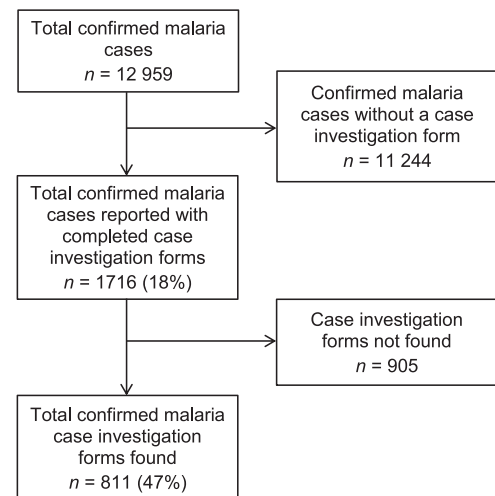 Total confirmed malaria
cases
n = 12 959
Confirmed malaria
cases without a case
investigation form
n = 11 244
Total confirmed malaria
cases reported with
completed case
investigation forms
n = 1716 (18%)
Case investigation
forms not found
n = 905
Total confirmed malaria
case investigation
forms found
n = 811 (47%)